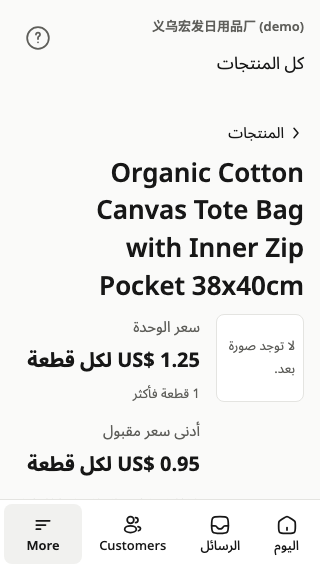 义乌宏发日用品厂 (demo)
كل المنتجات
المنتجات
Organic Cotton
Canvas Tote Bag
with Inner Zip
Pocket 38x40cm
لا توجد صورة
بعد.
سعر الوحدة
US$ 1.25 لكل قطعة
1 قطعة فأكثر
أدنى سعر مقبول
US$ 0.95 لكل قطعة
اليوم
الرسائل
Customers
More